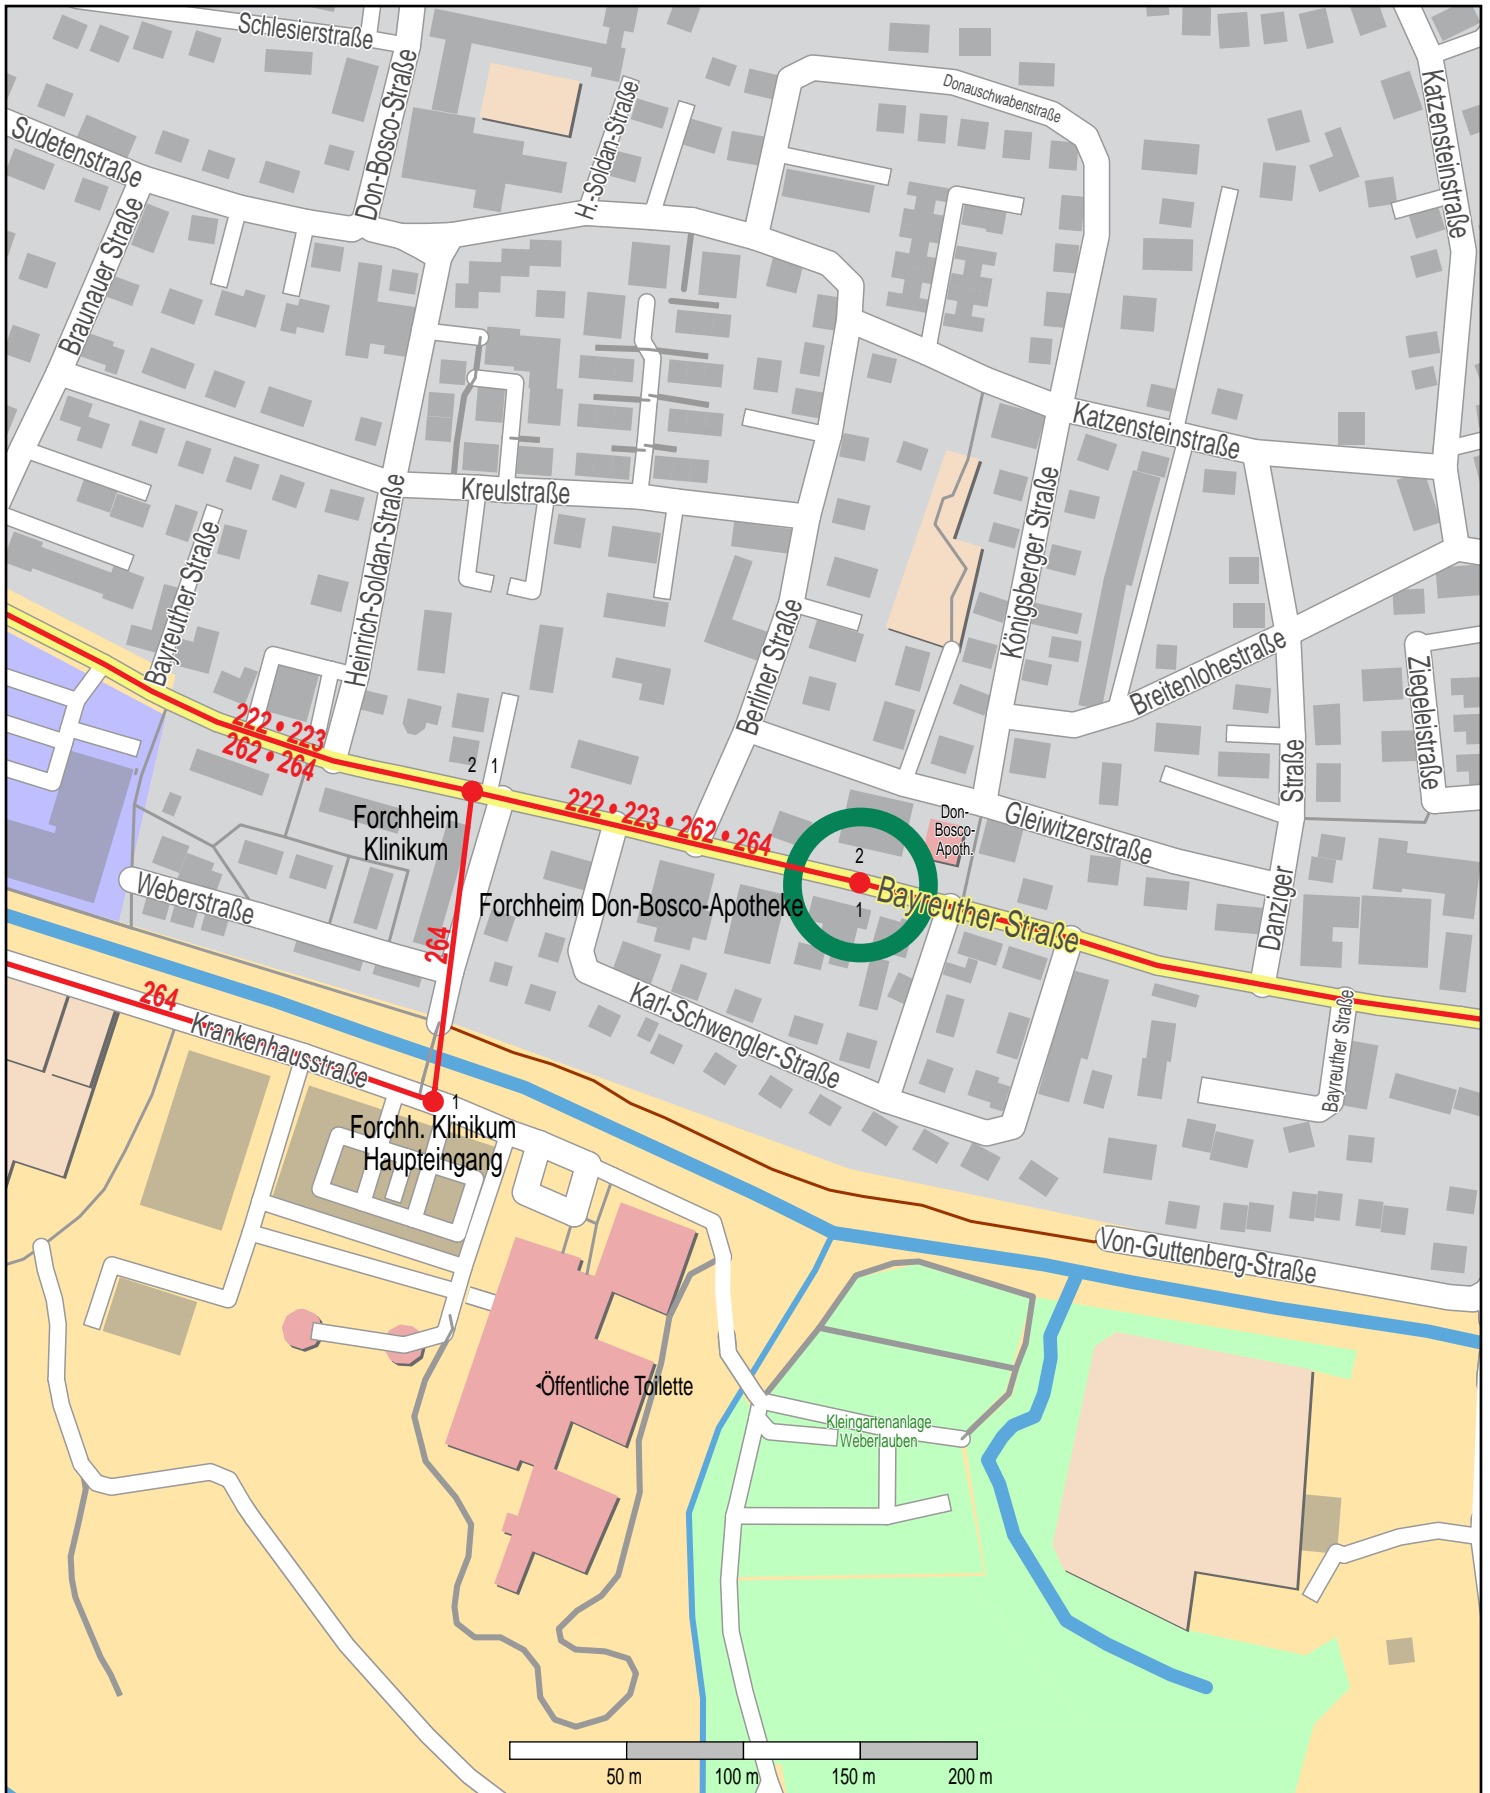 Schlesierstraße
Donauschwabenstraße
Katzensteinstraße
Don-Bosco-Straße
H.-Soldan-Straße
Sudetenstraße
Braunauer Straße
Katzensteinstraße
Kreulstraße
Königsberger Straße
Heinrich-Soldan-Straße
Bayreuther Straße
Berliner Straße
Breitenlohestraße
Ziegeleistraße
222 • 223
262 • 264
2
1
Forchheim
Klinikum
222 • 223 • 262 • 264
Don-
Bosco-
Apoth.
Gleiwitzerstraße
Danziger Straße
2
1
Forchheim Don-Bosco-Apotheke
Bayreuther Straße
Weberstraße
264
264
Krankenhausstraße
Karl-Schwengler-Straße
Bayreuther Straße
1
Forchh. Klinikum
Haupteingang
Von-Guttenberg-Straße
Öffentliche Toilette
Kleingartenanlage
Weberlauben
50 m
100 m
150 m
200 m